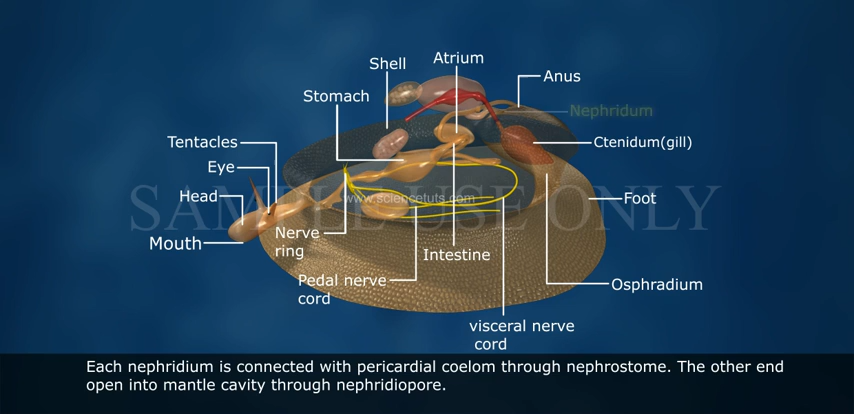 Shell
Atrium
Anus
Stomach
Nephridum
Tentacles
Ctenidum(gill)
Eye
Head
www.sciencetuts.com
Foot
SAMPLE USE ONLY
Mouth
Nerve
ring
Intestine
Pedal nerve
cord
Osphradium
visceral nerve
cord
Each nephridium is connected with pericardial coelom through nephrostome. The other end
open into mantle cavity through nephridiopore.